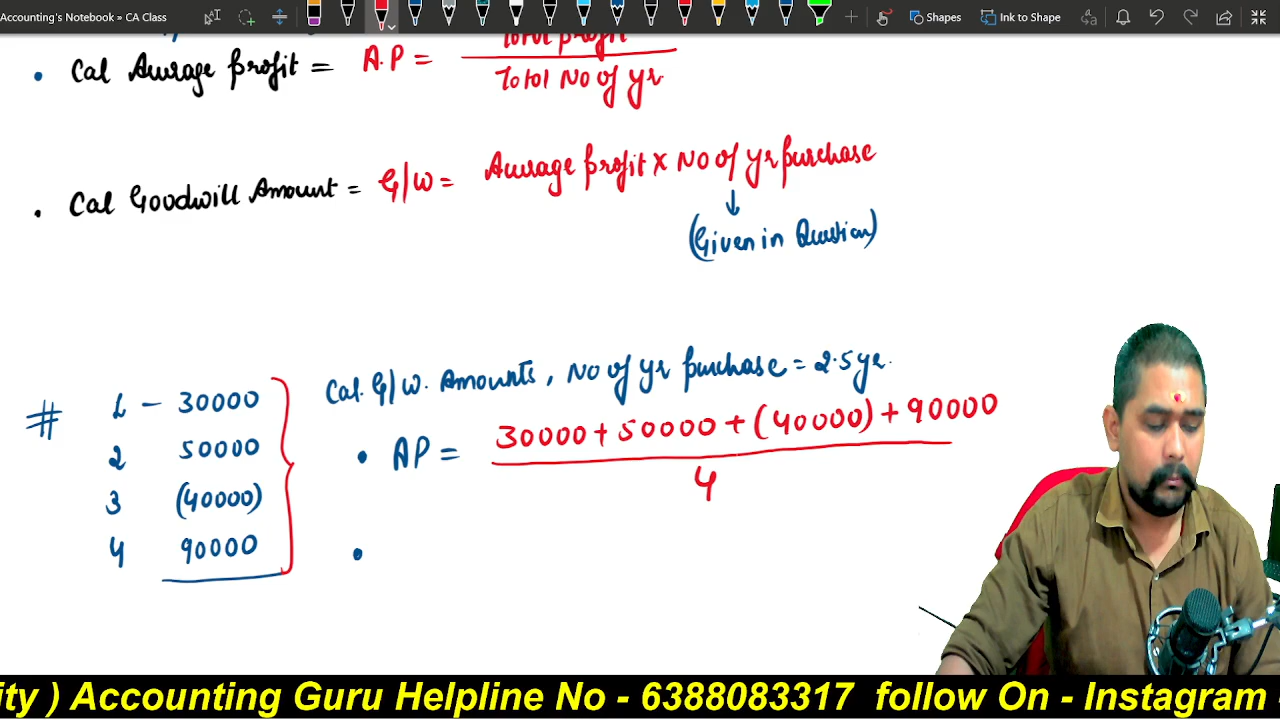 Accounting's Notebook » CA Class
Shapes
Ink to Shape
Total profit
• Cal Average profit = A.P = Total No of yr
• Cal Goodwill Amount = G/W = Average profit x No of yr purchase
(Given in Question)
Cal. G/W. Amounts, No of yr purchase = 2.5 yr.
# 1 - 30000
2 50000
3 (40000)
4 90000
• AP = 30000 + 50000 + (40000) + 90000
4
•
ity ) Accounting Guru Helpline No - 6388083317 follow On - Instagram